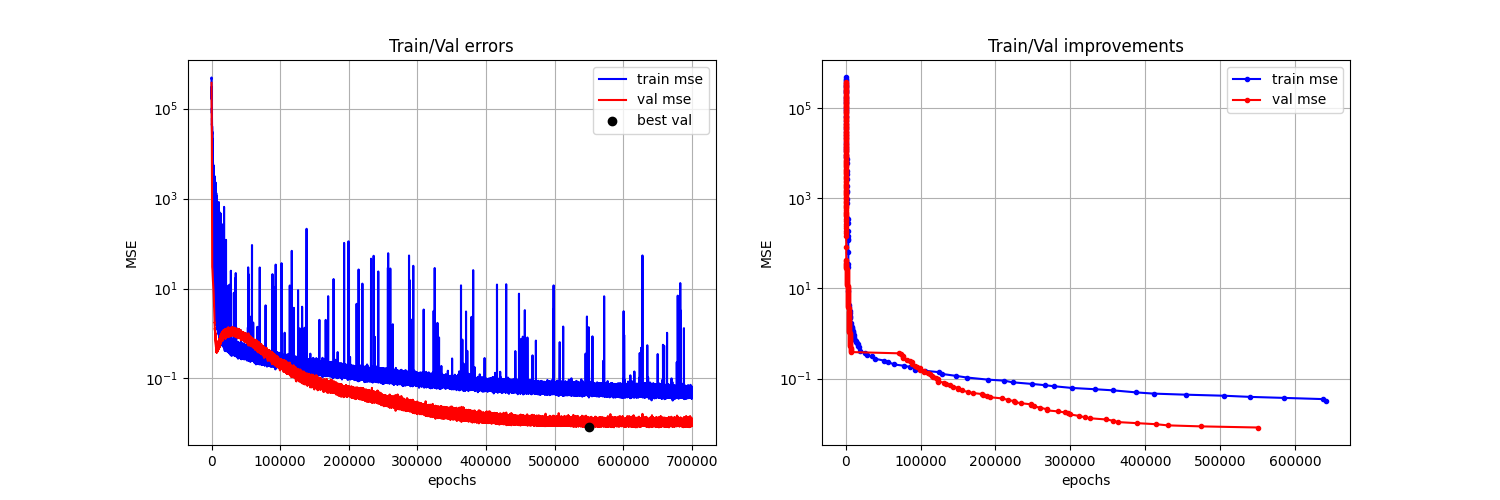 Train/Val errors
MSE
10^5
10^3
10^1
10^-1
0 100000 200000 300000 400000 500000 600000 700000
epochs
train mse
val mse
best val
Train/Val improvements
MSE
10^5
10^3
10^1
10^-1
0 100000 200000 300000 400000 500000 600000
epochs
train mse
val mse